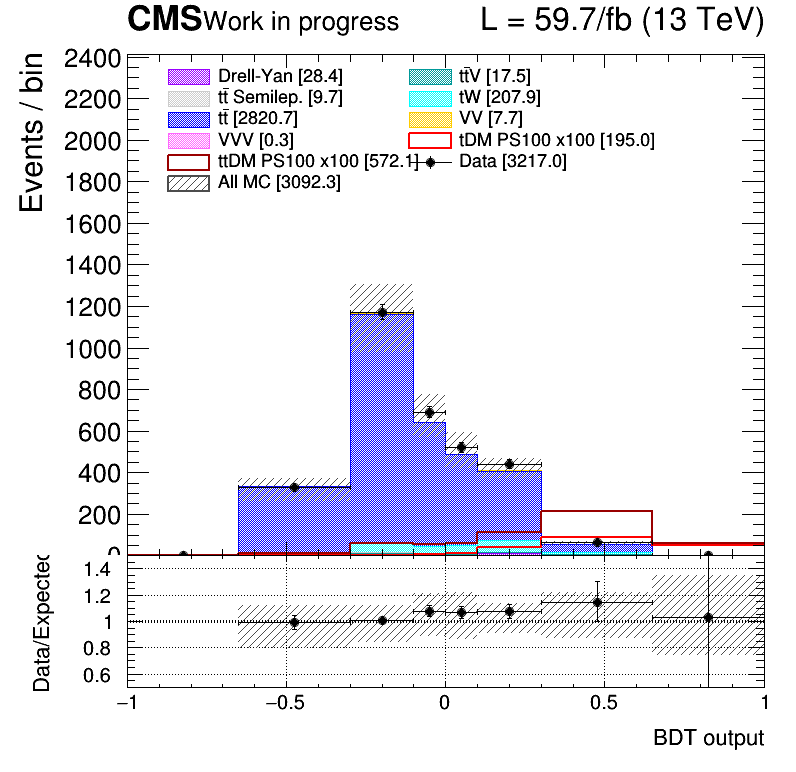 CMS Work in progress L = 59.7/fb (13 TeV)
Events / bin
2400
2200
2000
1800
1600
1400
1200
1000
800
600
400
200
0
Drell-Yan [28.4] tt̄V [17.5]
tt̄ Semilep. [9.7] tW [207.9]
tt̄ [2820.7] VV [7.7]
VVV [0.3] tDM PS100 x100 [195.0]
ttDM PS100 x100 [572.1] Data [3217.0]
All MC [3092.3]
Data/Expected
1.4
1.2
1
0.8
0.6
−1 −0.5 0 0.5 1
BDT output